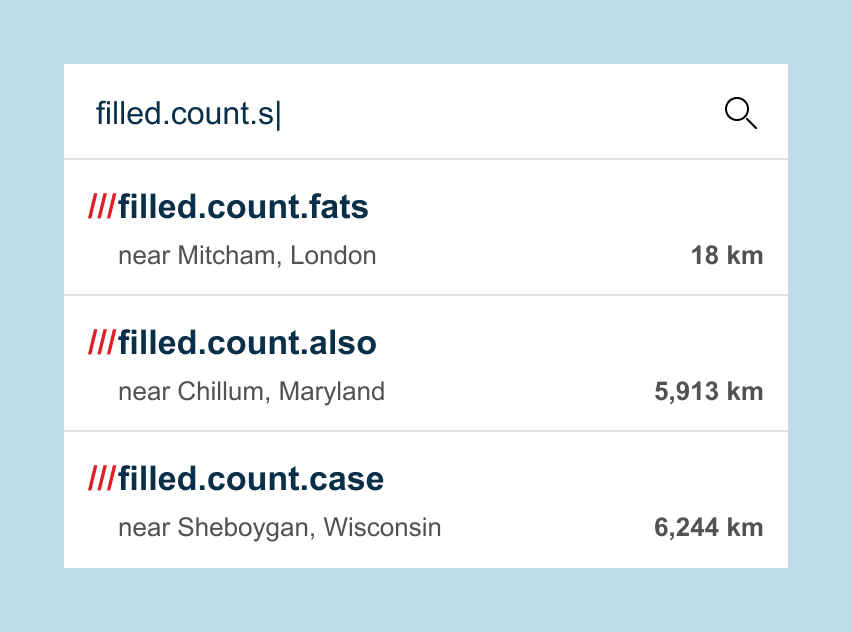 filled.count.s
///filled.count.fats
near Mitcham, London 18 km
///filled.count.also
near Chillum, Maryland 5,913 km
///filled.count.case
near Sheboygan, Wisconsin 6,244 km